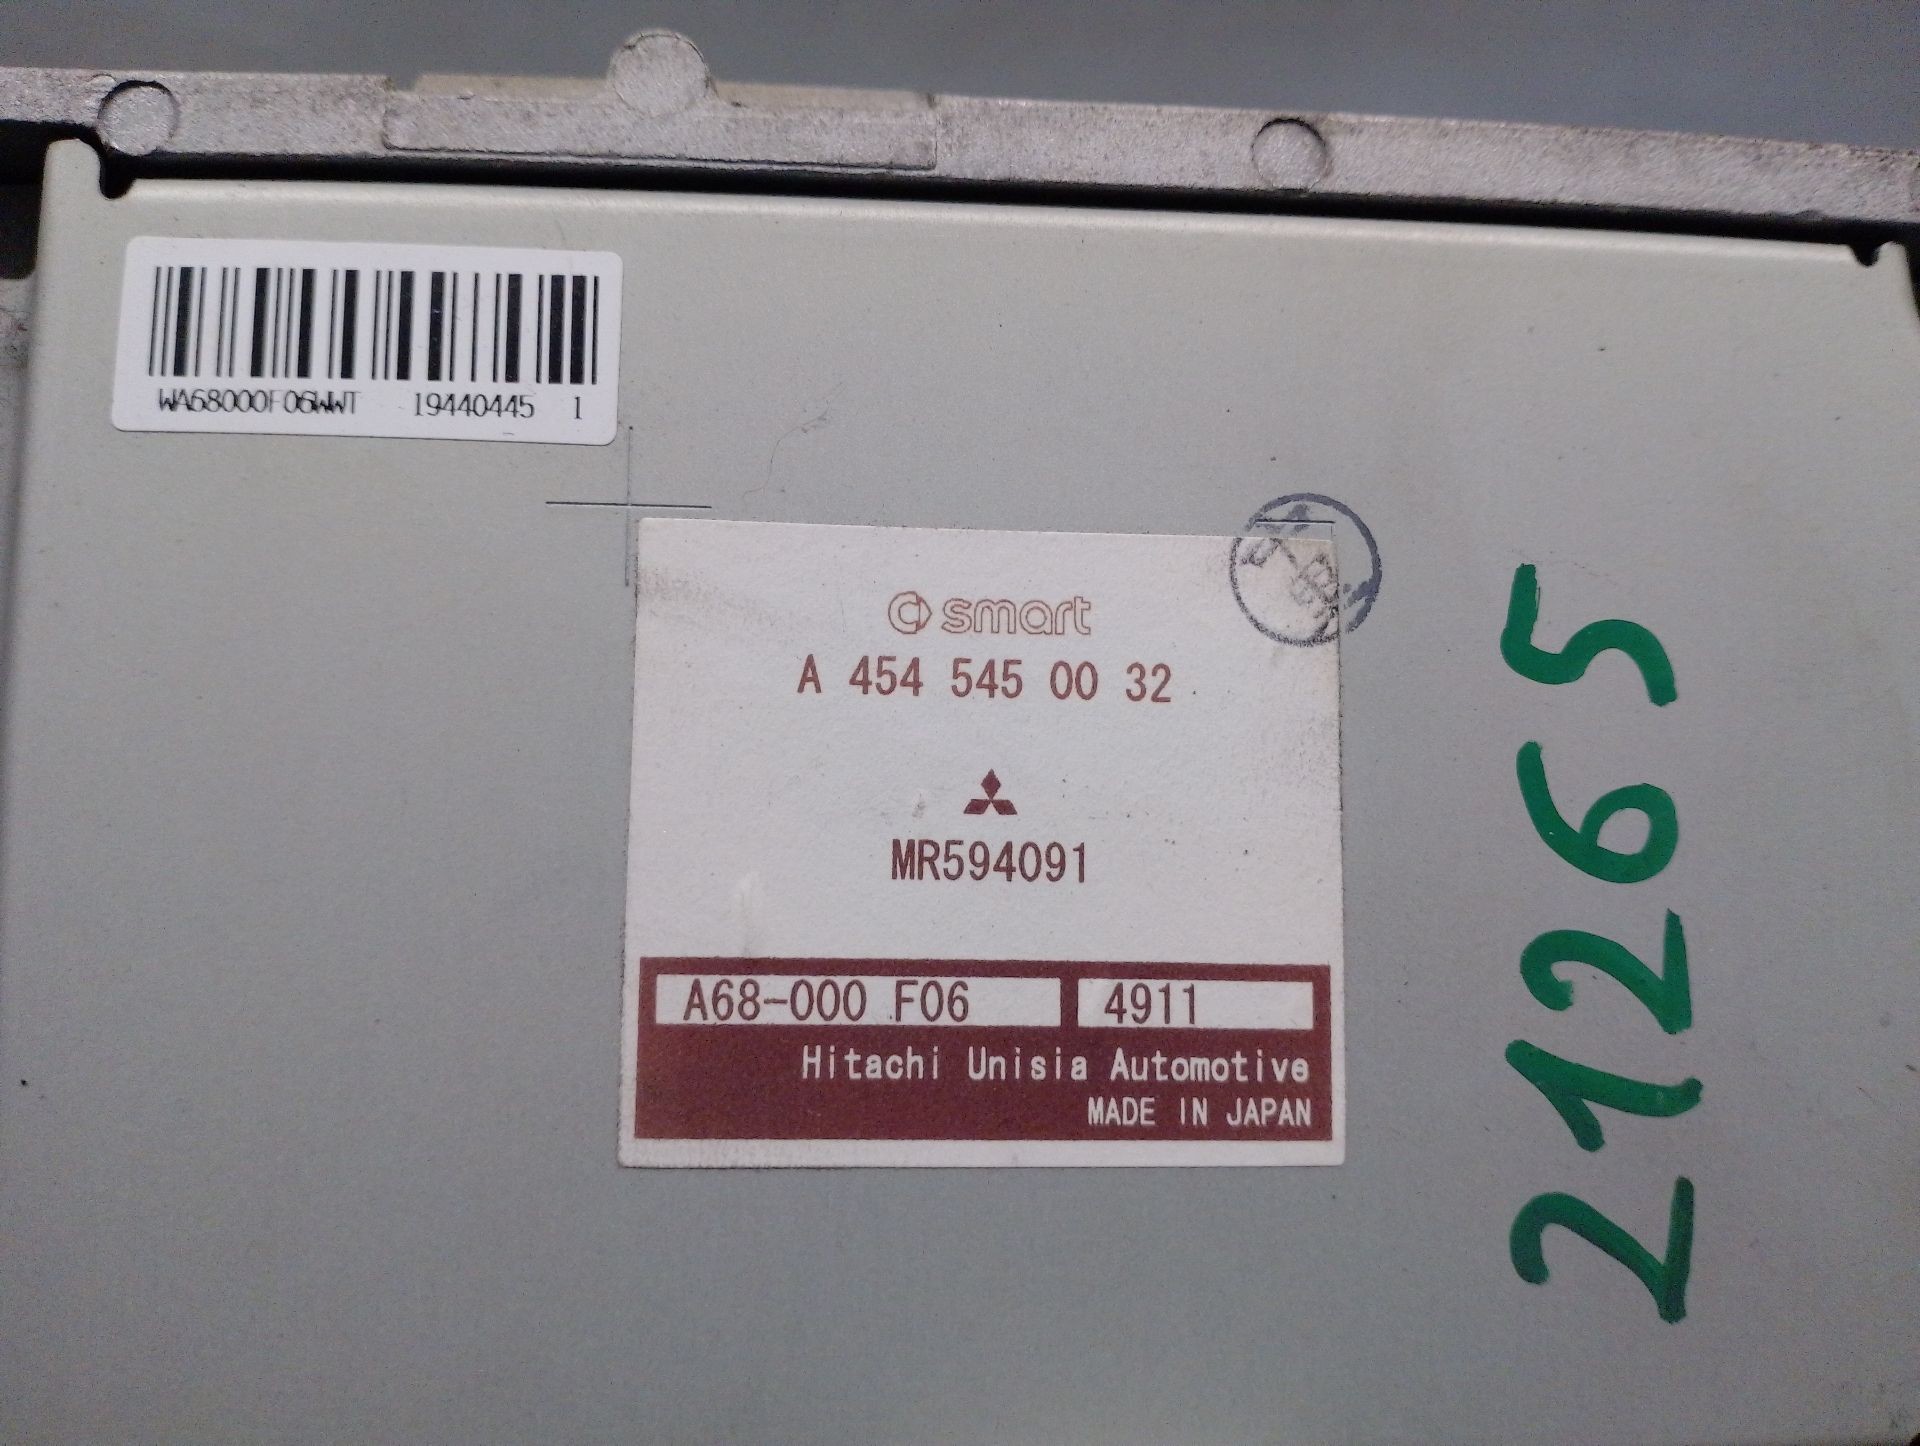 WA68000F06WWT 19440445 1
smart
A 454 545 00 32
MR594091
A68-000 F06 4911
Hitachi Unisia Automotive
MADE IN JAPAN
21265